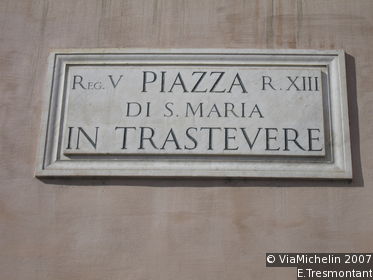 REG. V PIAZZA R. XIII
DI S. MARIA
IN TRASTEVERE
© ViaMichelin 2007
E.Tresmontant